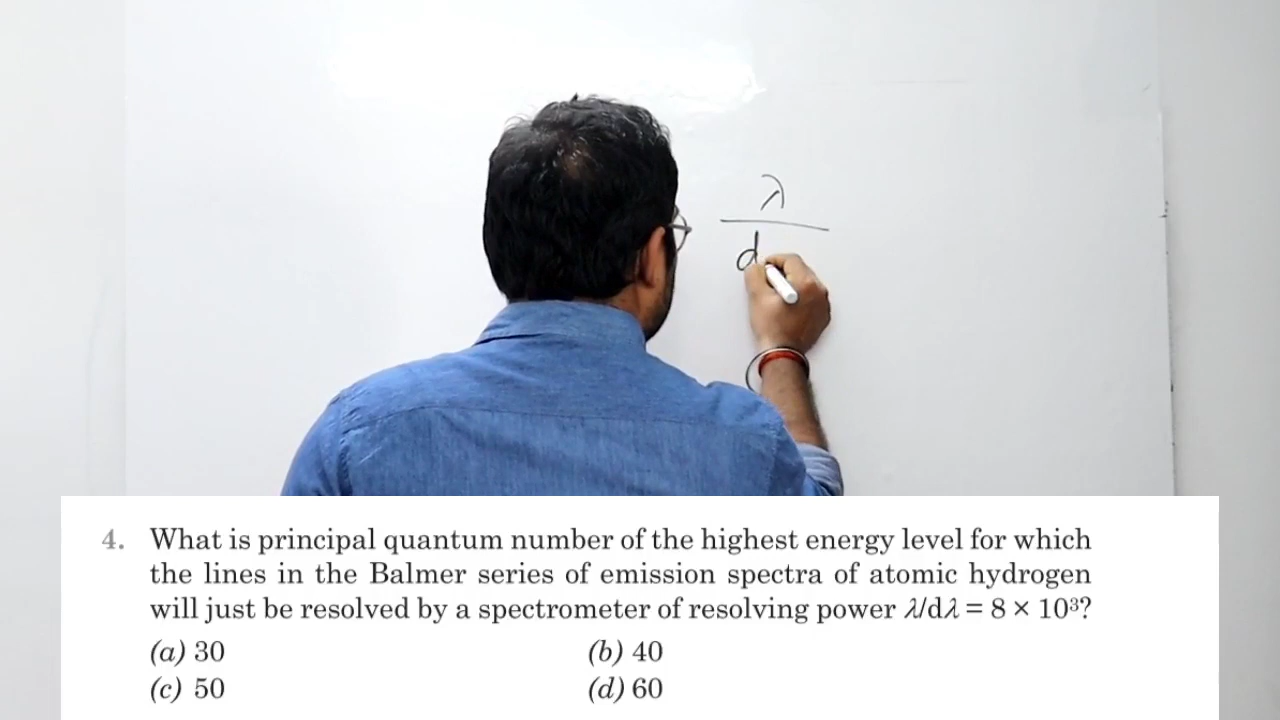 λ
d
4. What is principal quantum number of the highest energy level for which
the lines in the Balmer series of emission spectra of atomic hydrogen
will just be resolved by a spectrometer of resolving power λ/dλ = 8 × 10³?
(a) 30 (b) 40
(c) 50 (d) 60